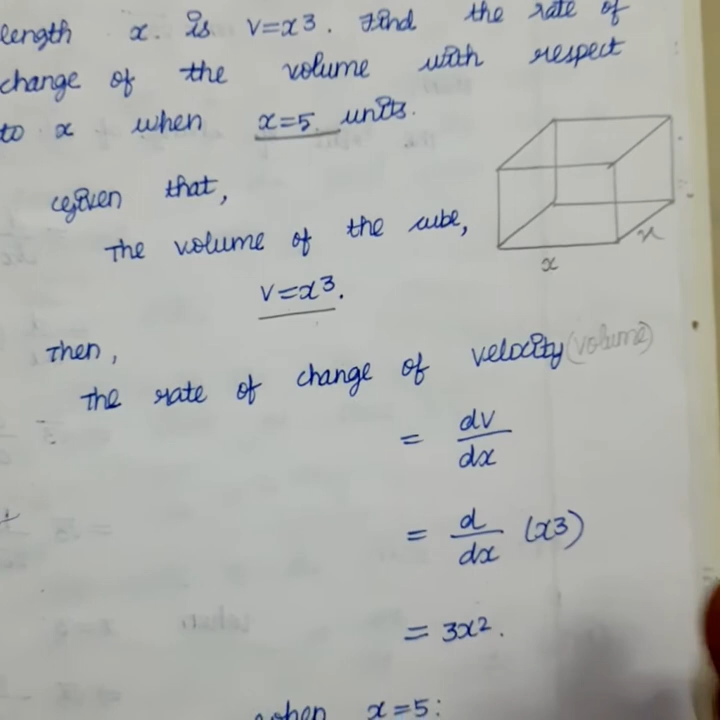 length x. is v=x3. Find the rate of
change of the volume with respect
to x when x=5 units.
Given that,
The volume of the cube,
v=x3.
x
x
Then,
The rate of change of velocity (volume)
= dv/dx
= d/dx (x3)
= 3x2.
when x=5: